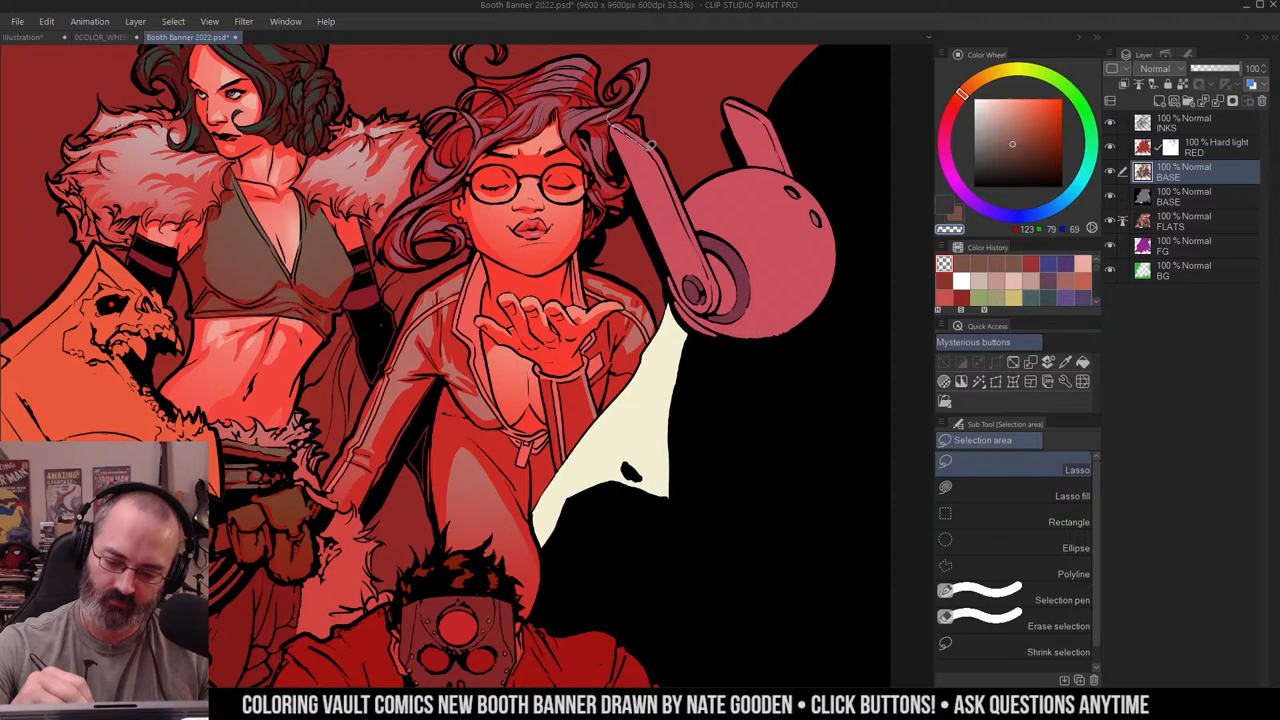 Booth Banner 2022.psd* (9600 x 9600px 600dpi 33.3%) - CLIP STUDIO PAINT PRO
File Edit Animation Layer Select View Filter Window Help
Illustration* 0COLOR_WHE Booth Banner 2022.psd*
Color Wheel
123 79 69
Color History
H S V
Quick Access
Mysterious buttons
Sub Tool [Selection area]
Selection area
Lasso
Lasso fill
Rectangle
Ellipse
Polyline
Selection pen
Erase selection
Shrink selection
Layer
Normal 100
100 % Normal
INKS
100 % Hard light
RED
100 % Normal
BASE
100 % Normal
BASE
100 % Normal
FLATS
100 % Normal
FG
100 % Normal
BG
COLORING VAULT COMICS NEW BOOTH BANNER DRAWN BY NATE GOODEN • CLICK BUTTONS! • ASK QUESTIONS ANYTIME